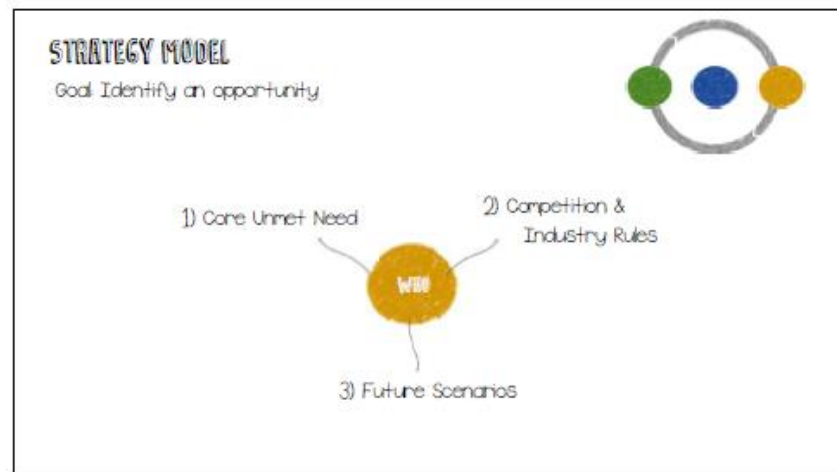 STRATEGY MODEL
Goal: Identify an opportunity
1) Core Unmet Need
2) Competition &
Industry Rules
WHO
3) Future Scenarios